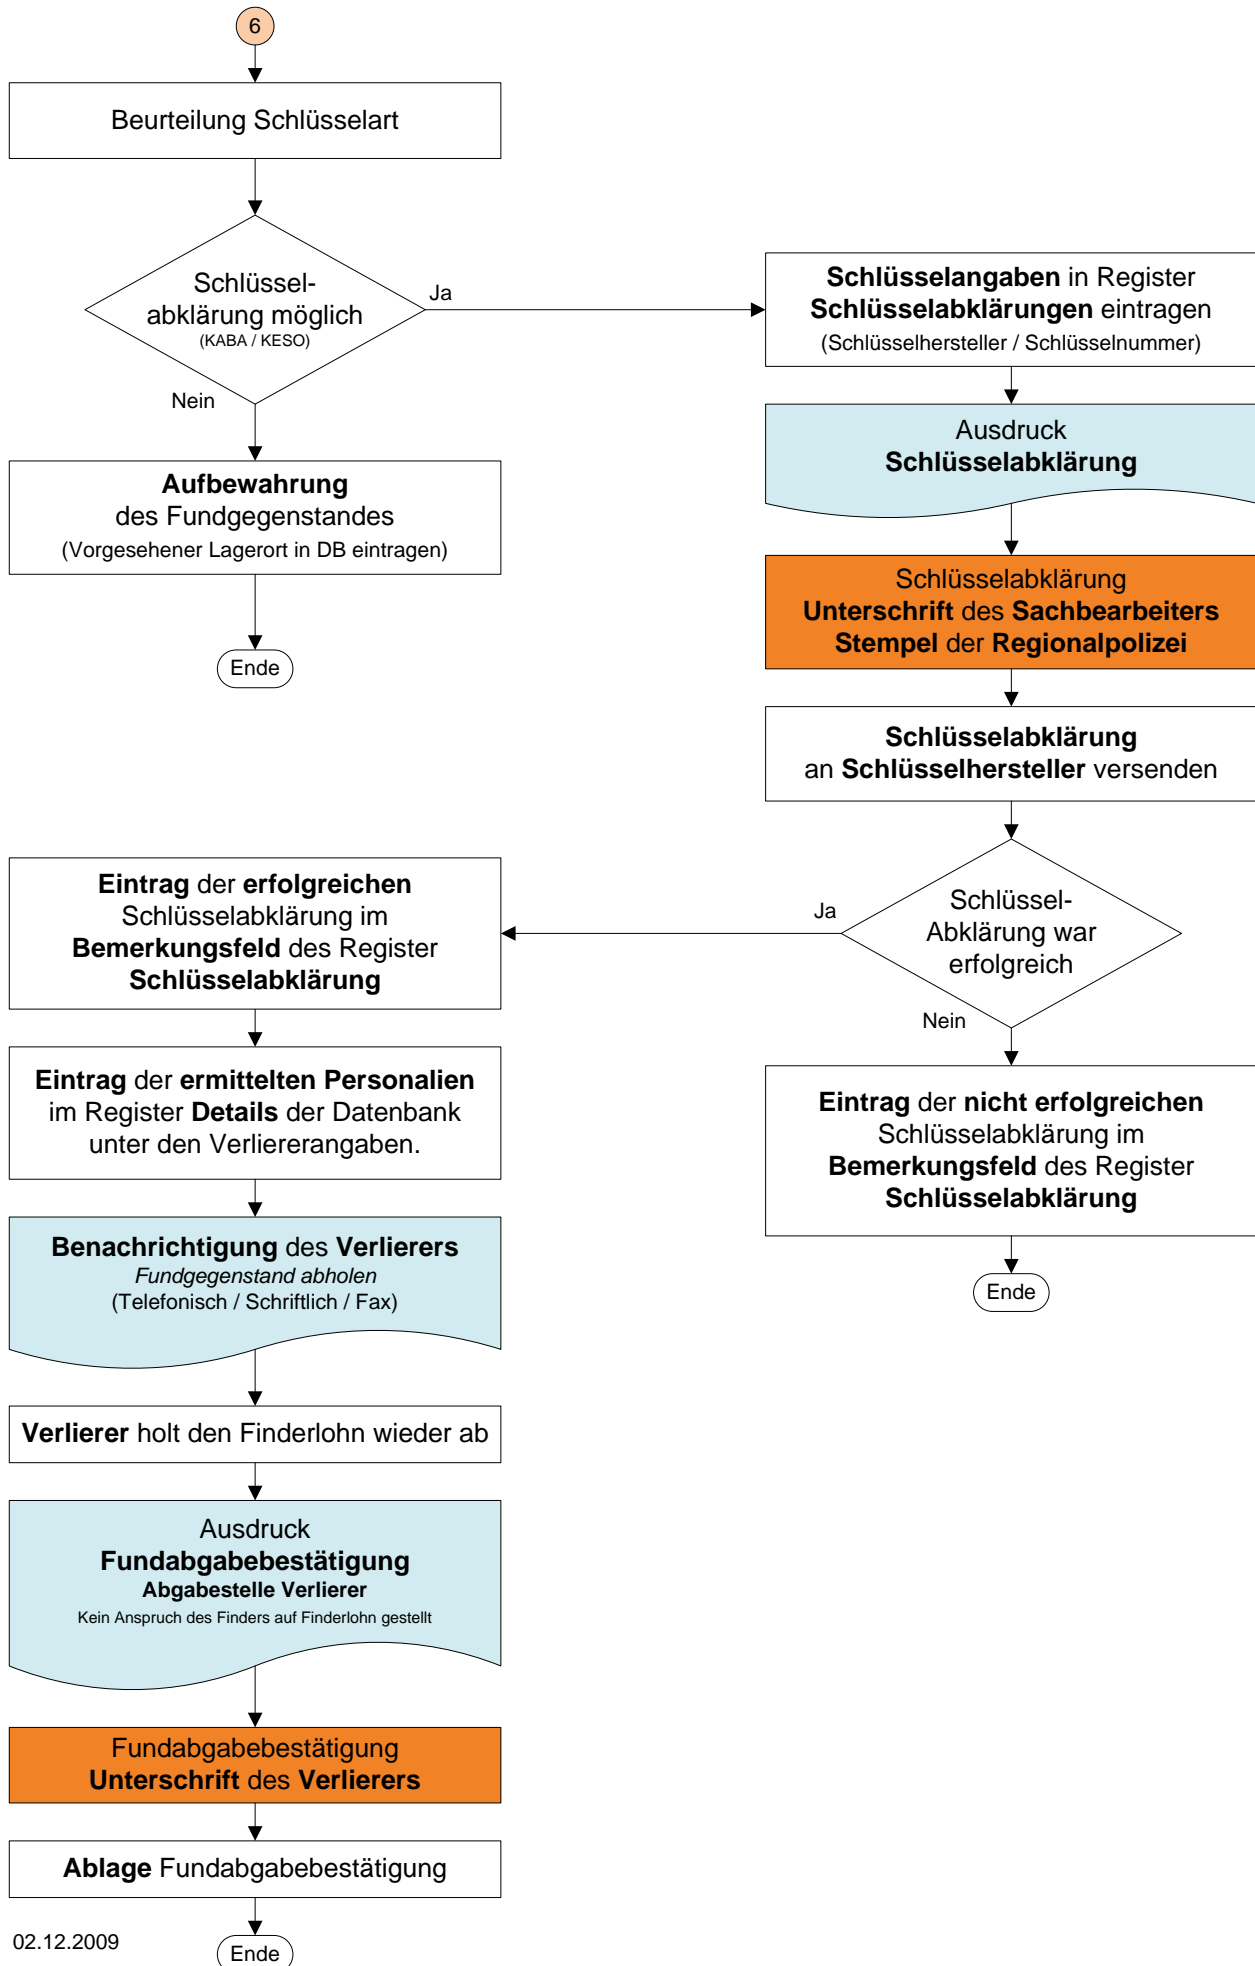 6
Beurteilung Schlüsselart
Schlüssel-
abklärung möglich
(KABA / KESO)
Ja
Nein
Aufbewahrung
des Fundgegenstandes
(Vorgesehener Lagerort in DB eintragen)
Ende
Schlüsselangaben in Register
Schlüsselabklärungen eintragen
(Schlüsselhersteller / Schlüsselnummer)
Ausdruck
Schlüsselabklärung
Schlüsselabklärung
Unterschrift des Sachbearbeiters
Stempel der Regionalpolizei
Schlüsselabklärung
an Schlüsselhersteller versenden
Schlüssel-
Abklärung war
erfolgreich
Ja
Nein
Eintrag der nicht erfolgreichen
Schlüsselabklärung im
Bemerkungsfeld des Register
Schlüsselabklärung
Ende
Eintrag der erfolgreichen
Schlüsselabklärung im
Bemerkungsfeld des Register
Schlüsselabklärung
Eintrag der ermittelten Personalien
im Register Details der Datenbank
unter den Verliererangaben.
Benachrichtigung des Verlierers
Fundgegenstand abholen
(Telefonisch / Schriftlich / Fax)
Verlierer holt den Finderlohn wieder ab
Ausdruck
Fundabgabebestätigung
Abgabestelle Verlierer
Kein Anspruch des Finders auf Finderlohn gestellt
Fundabgabebestätigung
Unterschrift des Verlierers
Ablage Fundabgabebestätigung
Ende
02.12.2009